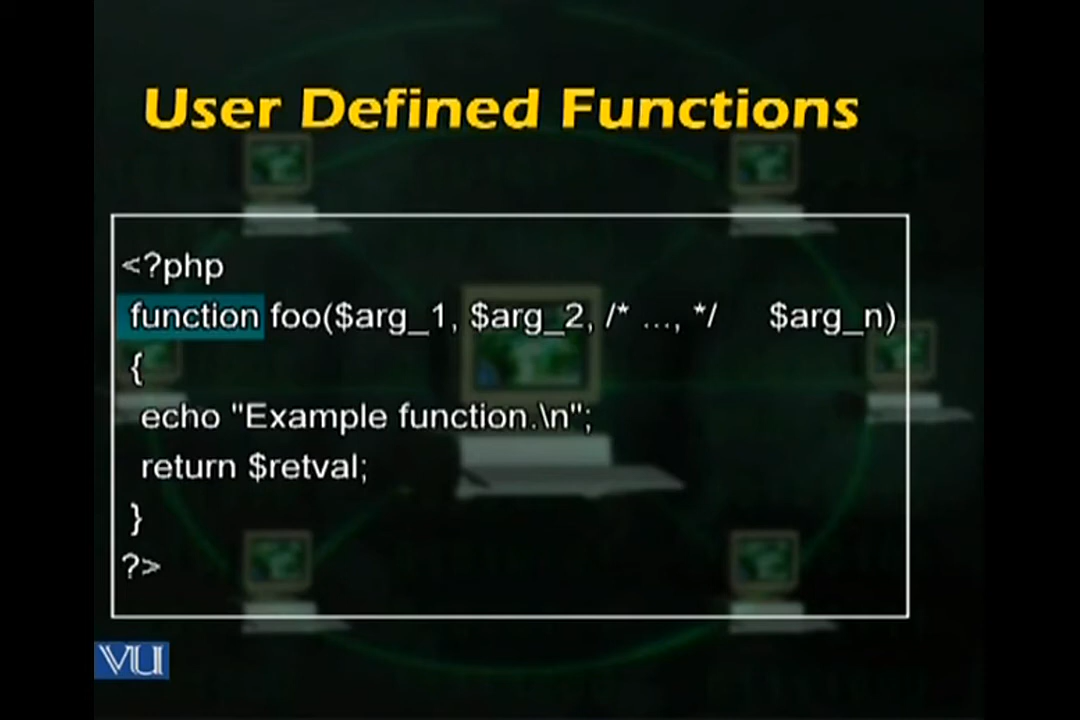 User Defined Functions
<?php
function foo($arg_1, $arg_2, /* ..., */ $arg_n)
{
echo "Example function.\n";
return $retval;
}
?>
VU